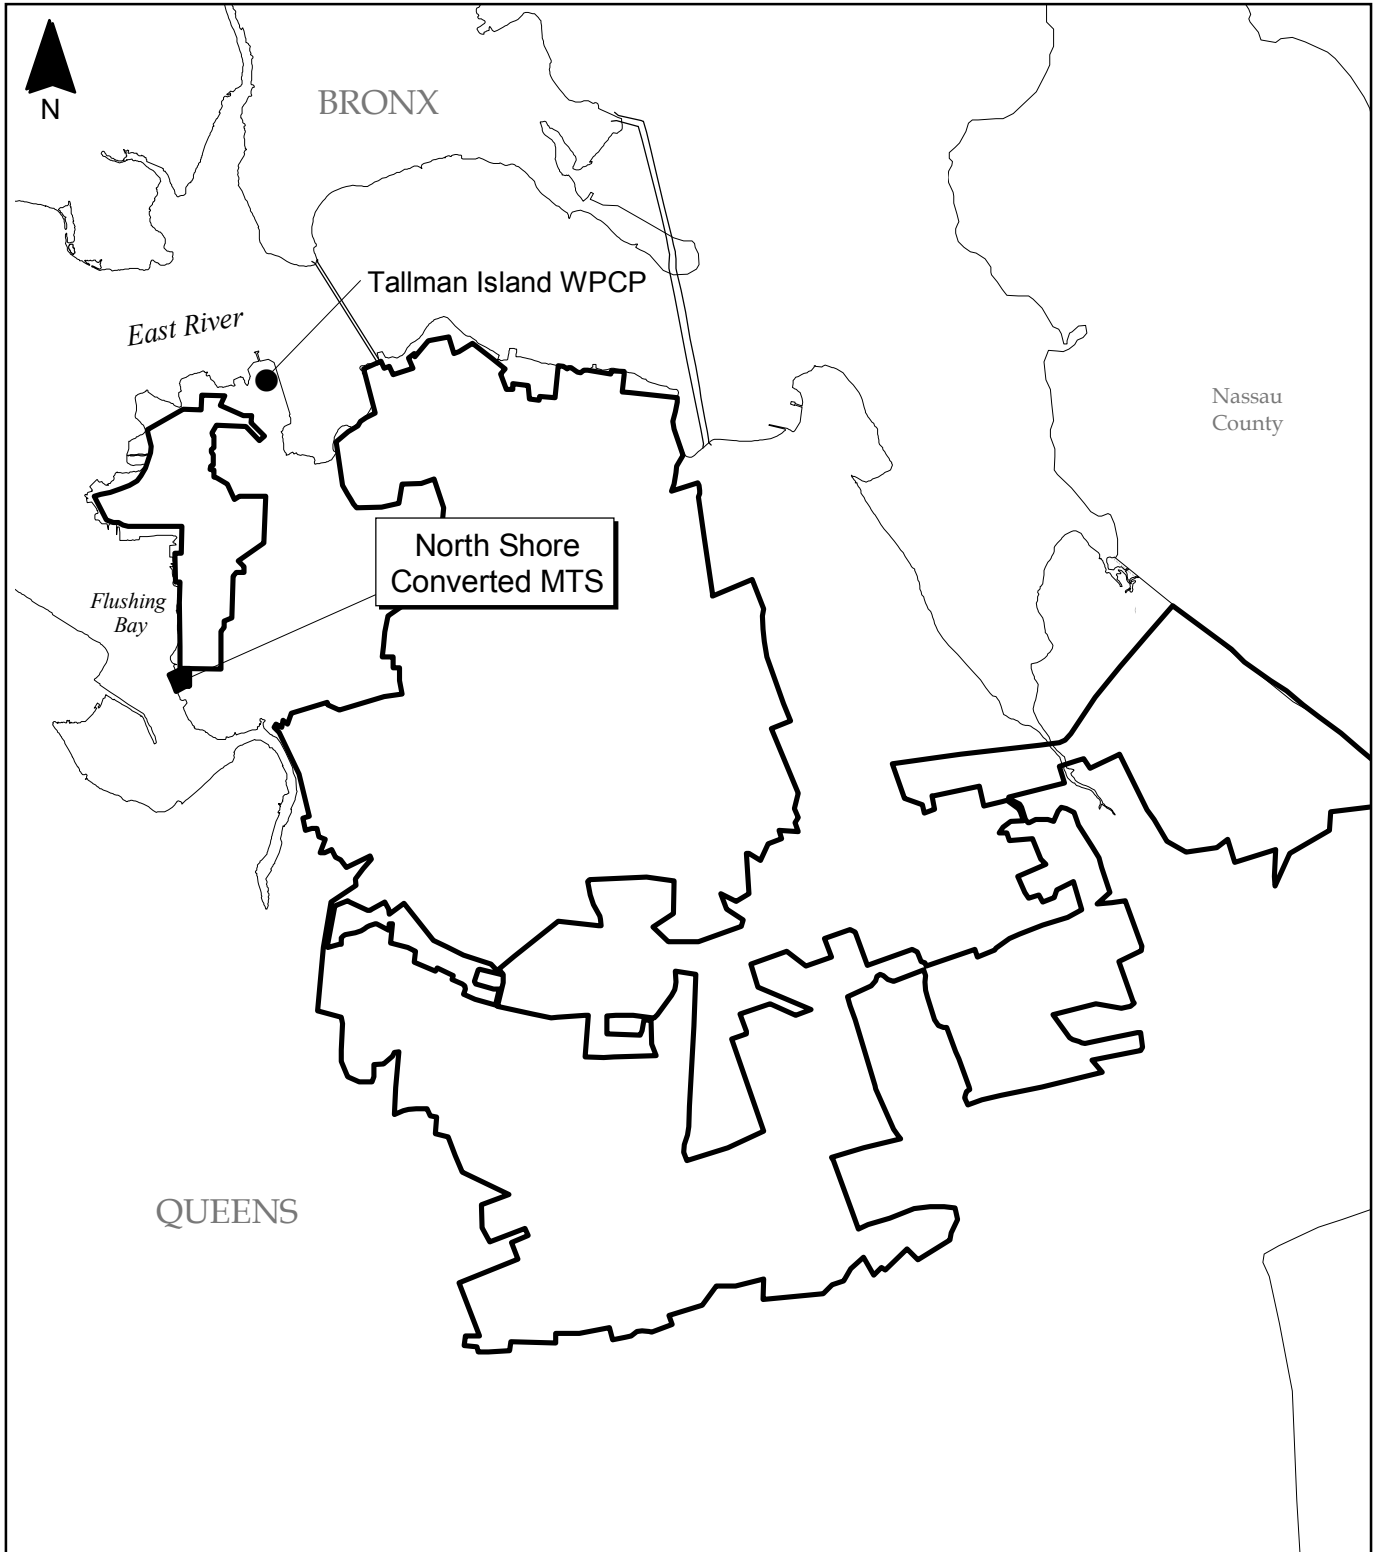 N
BRONX
Tallman Island WPCP
East River
Nassau
County
North Shore
Converted MTS
Flushing
Bay
QUEENS